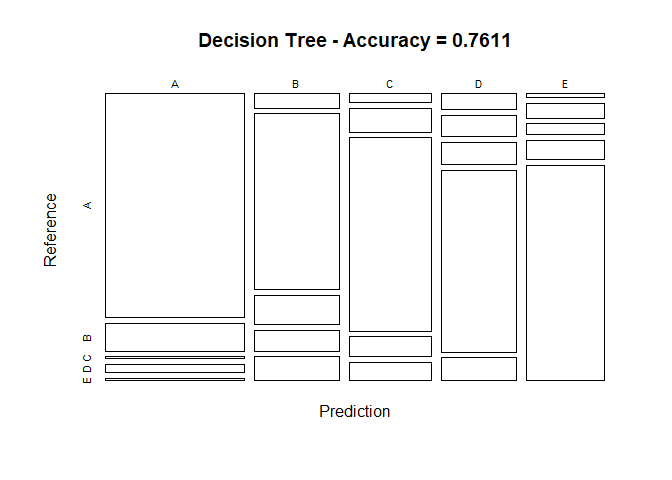 Decision Tree - Accuracy = 0.7611
A B C D E
Reference
A
B
C
D
E
Prediction